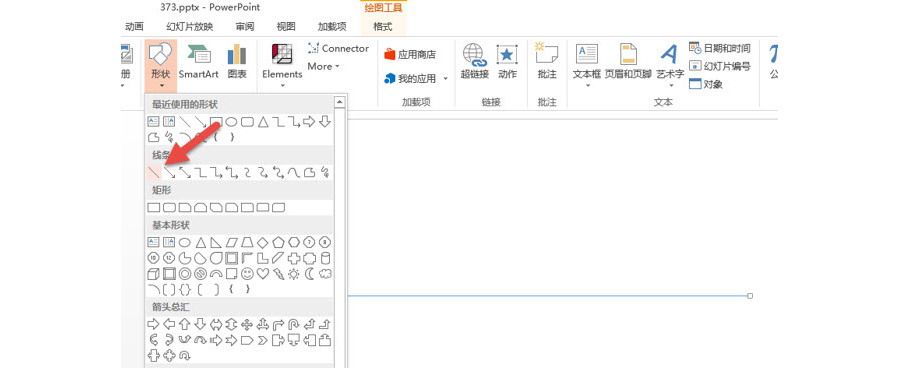 373.pptx - PowerPoint
绘图工具
动画 幻灯片放映 审阅 视图 加载项 格式
册 形状 SmartArt 图表 Elements Connector More 应用商店 我的应用 超链接 动作 批注 文本框 页眉和页脚 艺术字 日期和时间 幻灯片编号 对象
加载项 链接 批注 文本
最近使用的形状
线条
矩形
基本形状
箭头总汇